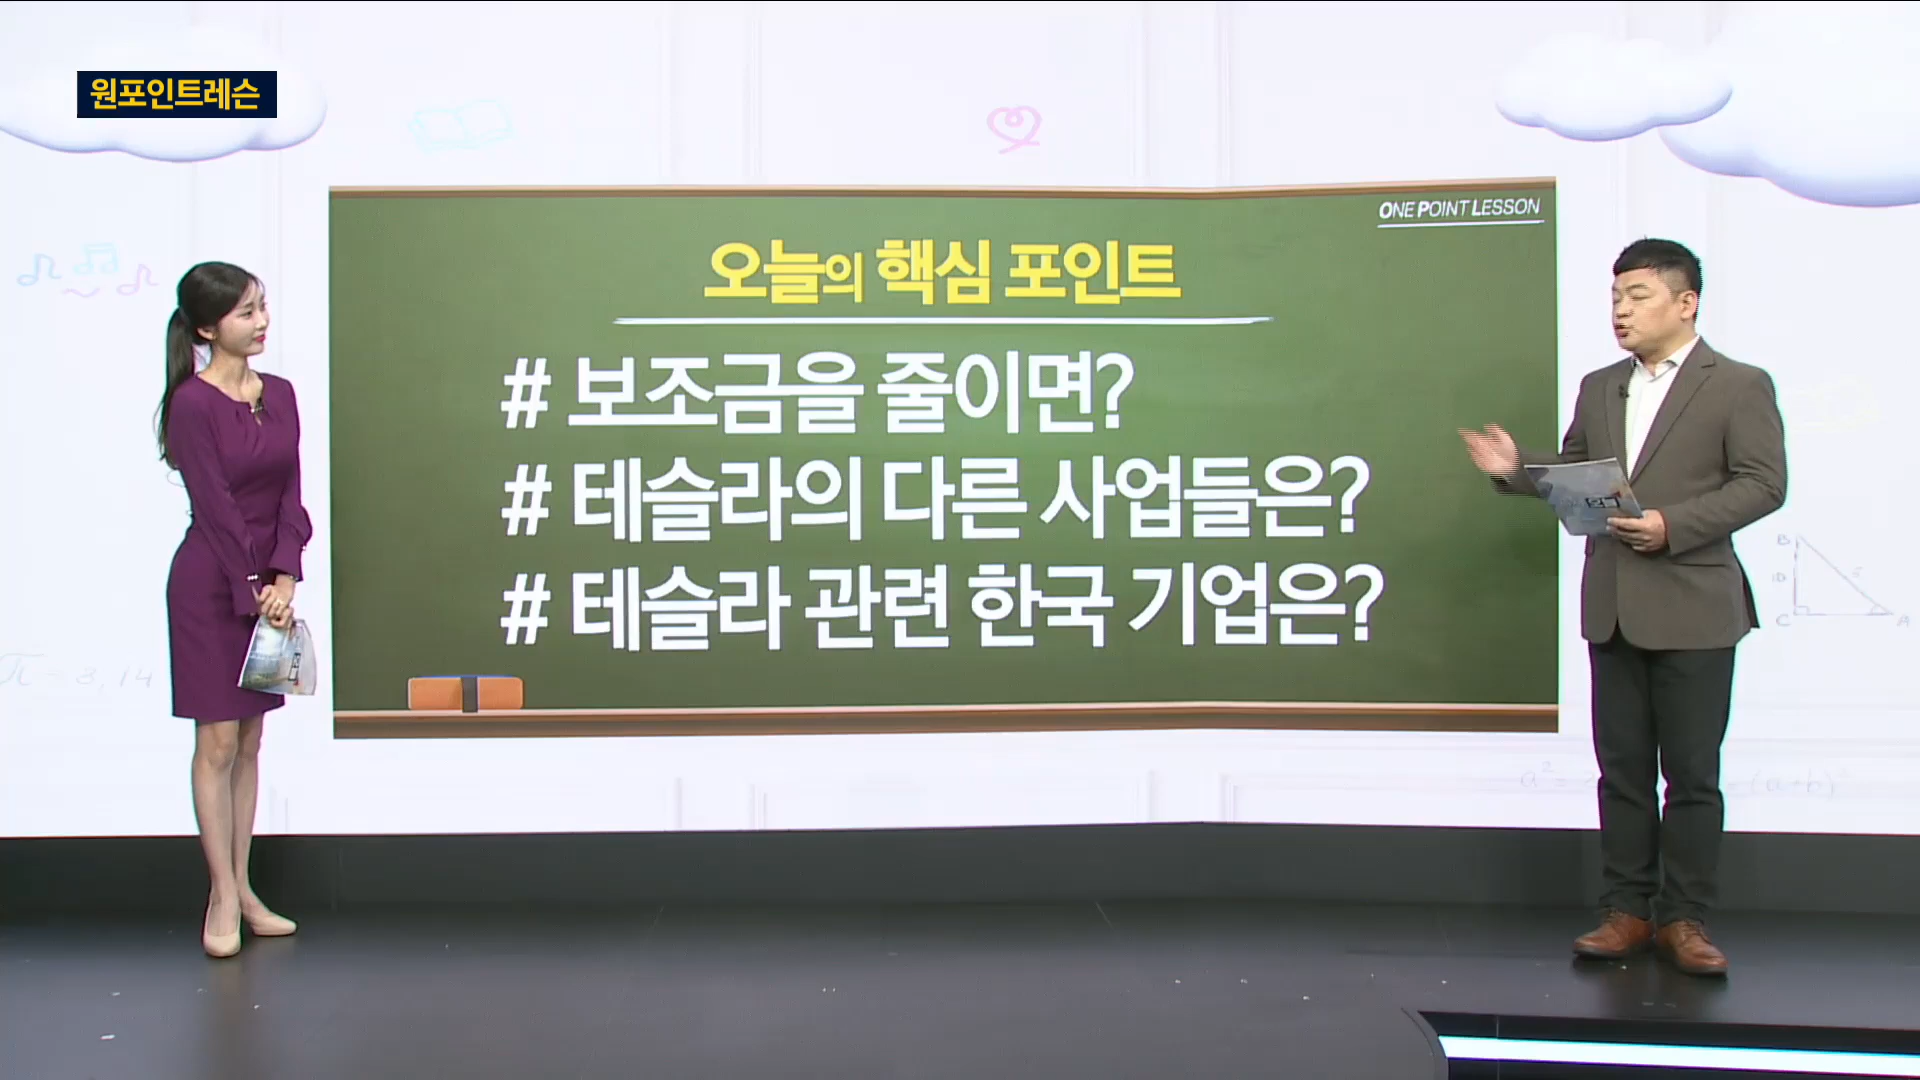 원포인트레슨
ONE POINT LESSON
오늘의 핵심 포인트
# 보조금을 줄이면?
# 테슬라의 다른 사업들은?
# 테슬라 관련 한국 기업은?
B
D
C
A